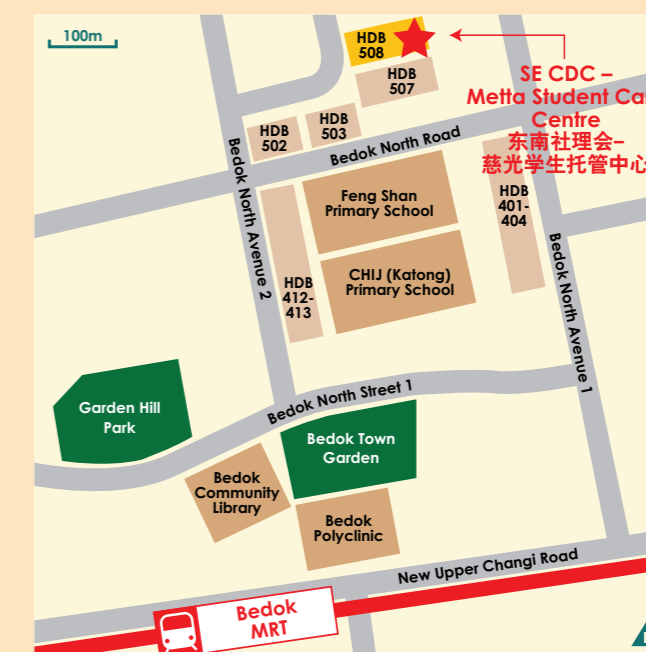 100m
HDB
508
HDB
507
SE CDC –
Metta Student Car
Centre
东南社理会–
慈光学生托管中心
HDB
502
HDB
503
Bedok North Road
Bedok North Avenue 2
Feng Shan
Primary School
HDB
401-
404
CHIJ (Katong)
Primary School
HDB
412-
413
Bedok North Avenue 1
Bedok North Street 1
Garden Hill
Park
Bedok Town
Garden
Bedok
Community
Library
Bedok
Polyclinic
New Upper Changi Road
Bedok
MRT